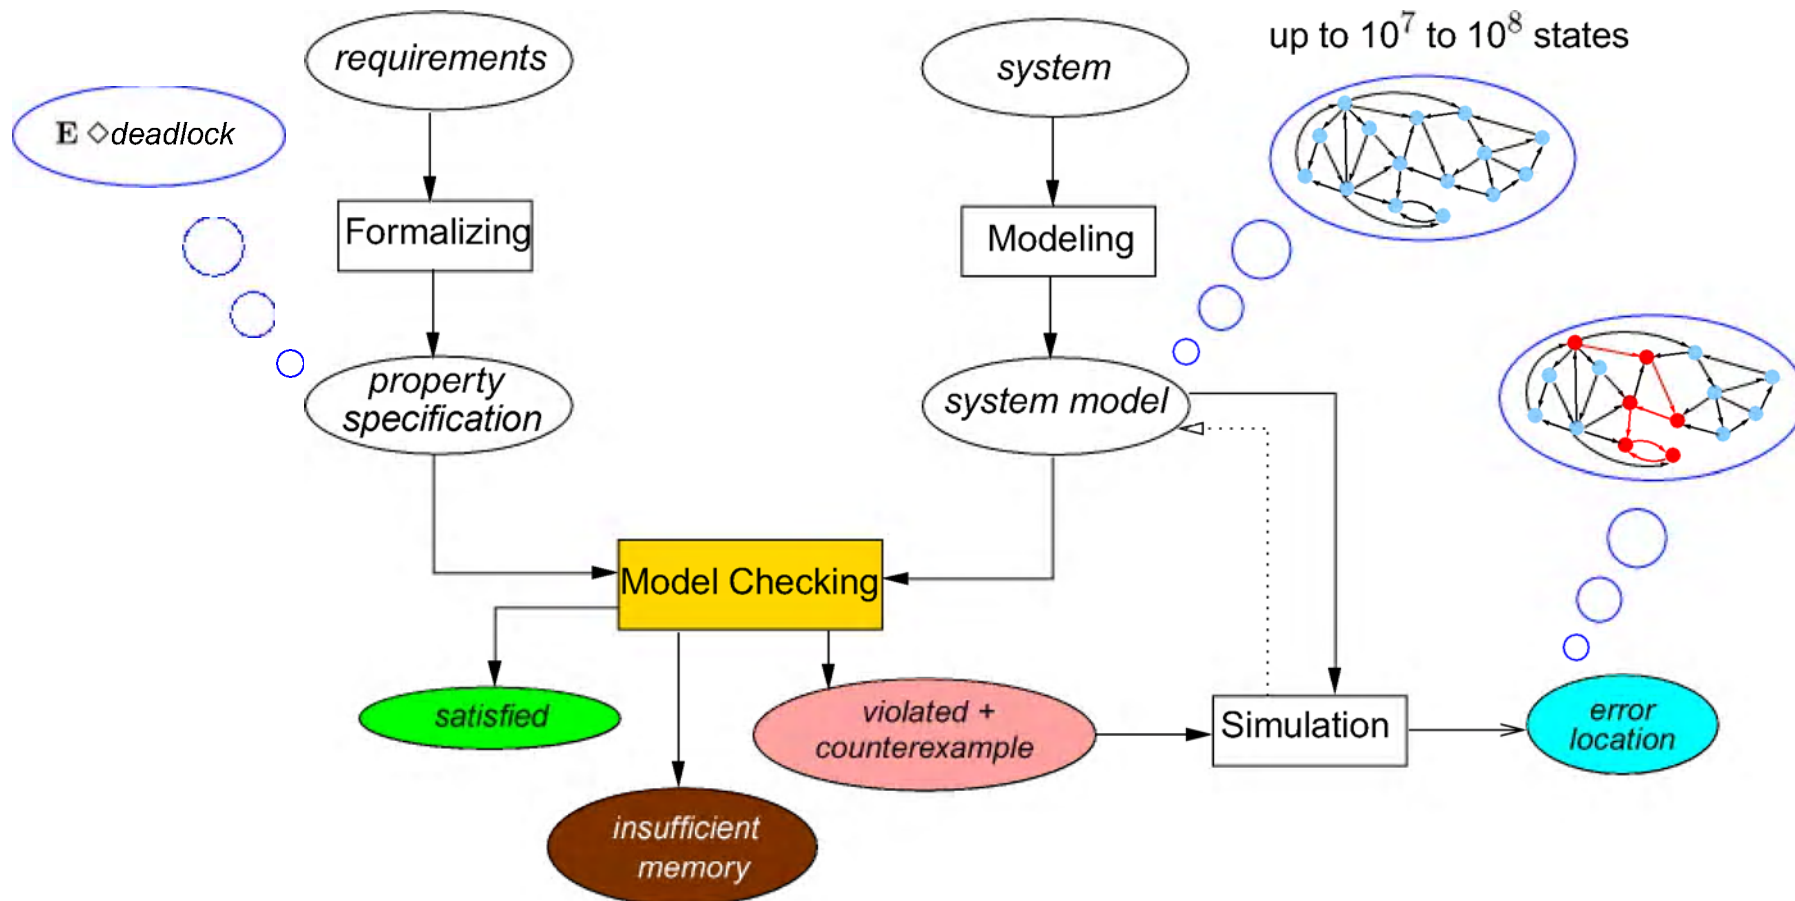 requirements
system
up to 10^7 to 10^8 states
E ◇deadlock
Formalizing
Modeling
property
specification
system model
Model Checking
satisfied
violated +
counterexample
Simulation
error
location
insufficient
memory